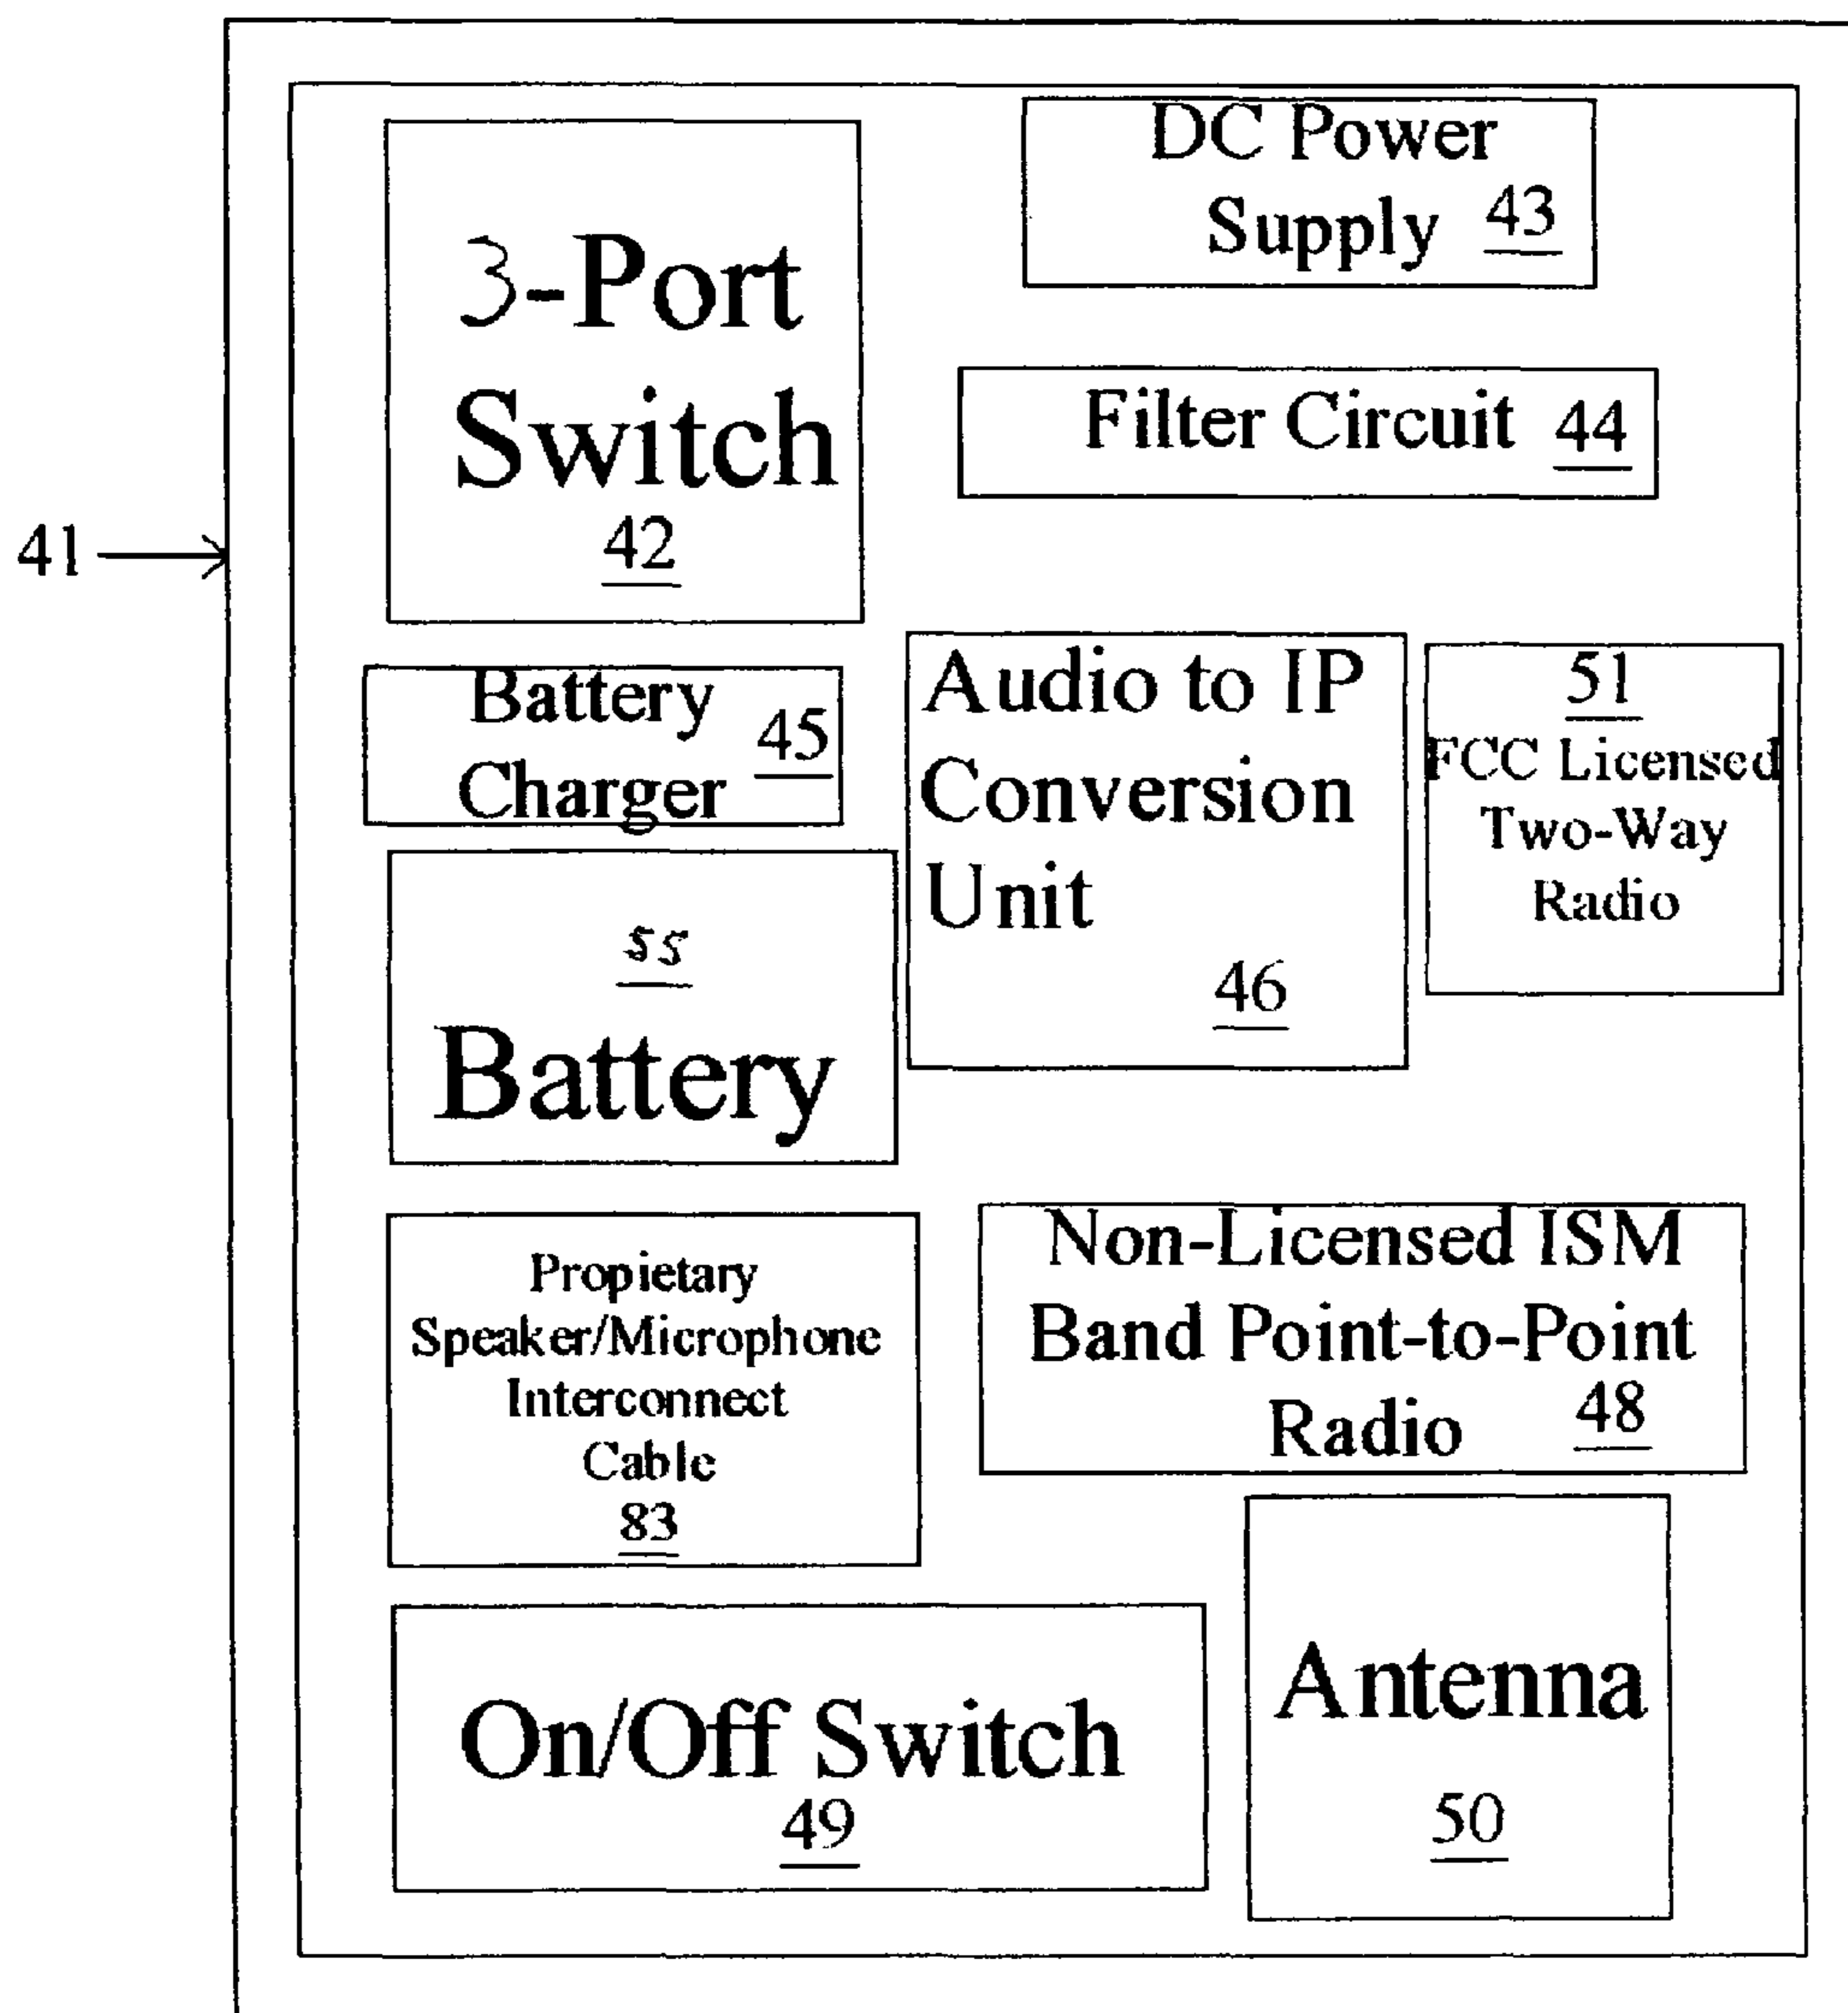 DC Power
Supply 43
3-Port
Switch
42
Filter Circuit 44
41
Battery
Charger 45
Audio to IP
Conversion
Unit
46
51
FCC Licensed
Two-Way
Radio
55
Battery
Propietary
Speaker/Microphone
Interconnect
Cable
83
Non-Licensed ISM
Band Point-to-Point
Radio 48
On/Off Switch
49
Antenna
50